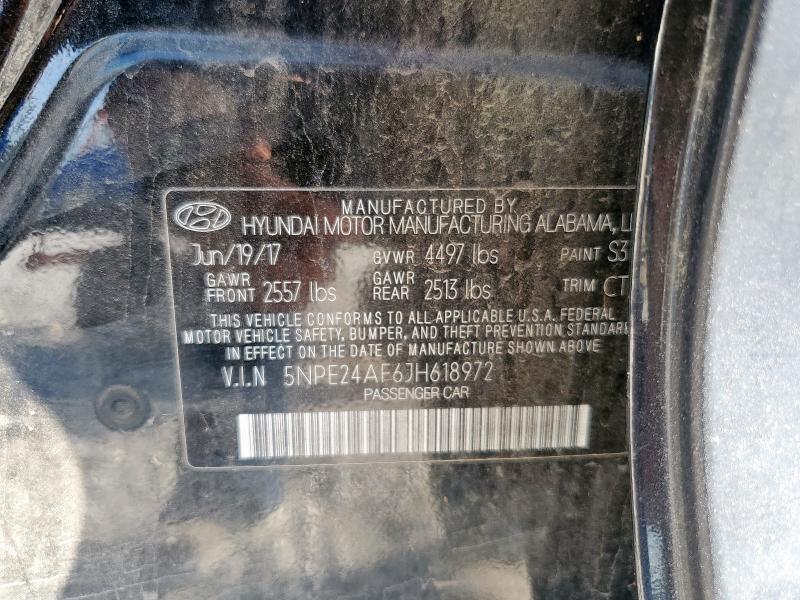 MANUFACTURED BY
HYUNDAI MOTOR MANUFACTURING ALABAMA,
Jun/19/17 GVWR 4497 lbs PAINT S3
GAWR FRONT 2557 lbs GAWR REAR 2513 lbs TRIM CT
THIS VEHICLE CONFORMS TO ALL APPLICABLE U.S.A. FEDERAL
MOTOR VEHICLE SAFETY, BUMPER, AND THEFT PREVENTION STANDARD
IN EFFECT ON THE DATE OF MANUFACTURE SHOWN ABOVE.
V.I.N 5NPE24AF6JH618972
PASSENGER CAR